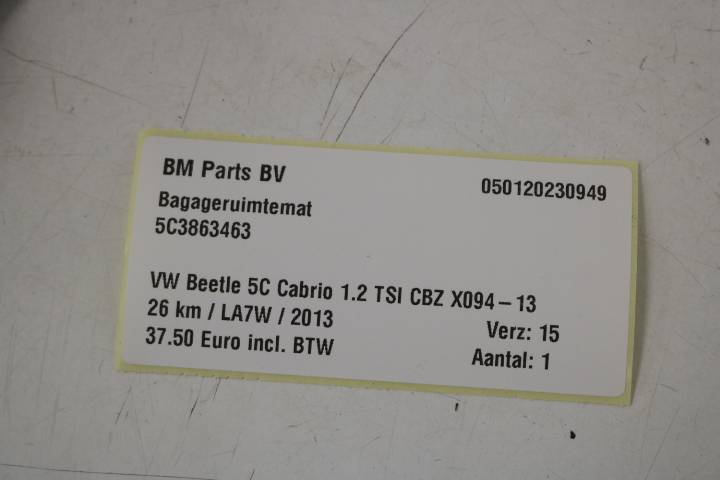 BM Parts BV 050120230949
Bagageruimtemat
5C3863463
VW Beetle 5C Cabrio 1.2 TSI CBZ X094-13
26 km / LA7W / 2013 Verz: 15
37.50 Euro incl. BTW Aantal: 1